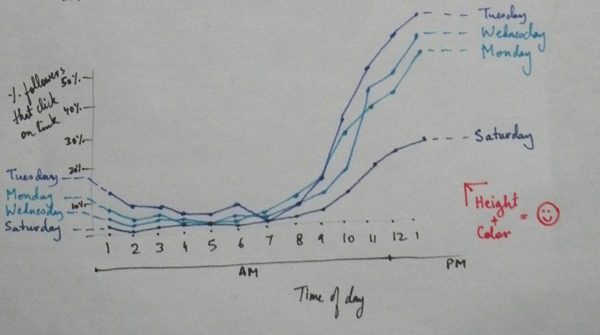 Tuesday
Wednesday
Monday
50%
40%
30%
20%
10%
% followers
that click
on link
Saturday
Tuesday
Monday
Wednesday
Saturday
1 2 3 4 5 6 7 8 9 10 11 12 1
AM
PM
Time of day
Height
+
Color
=